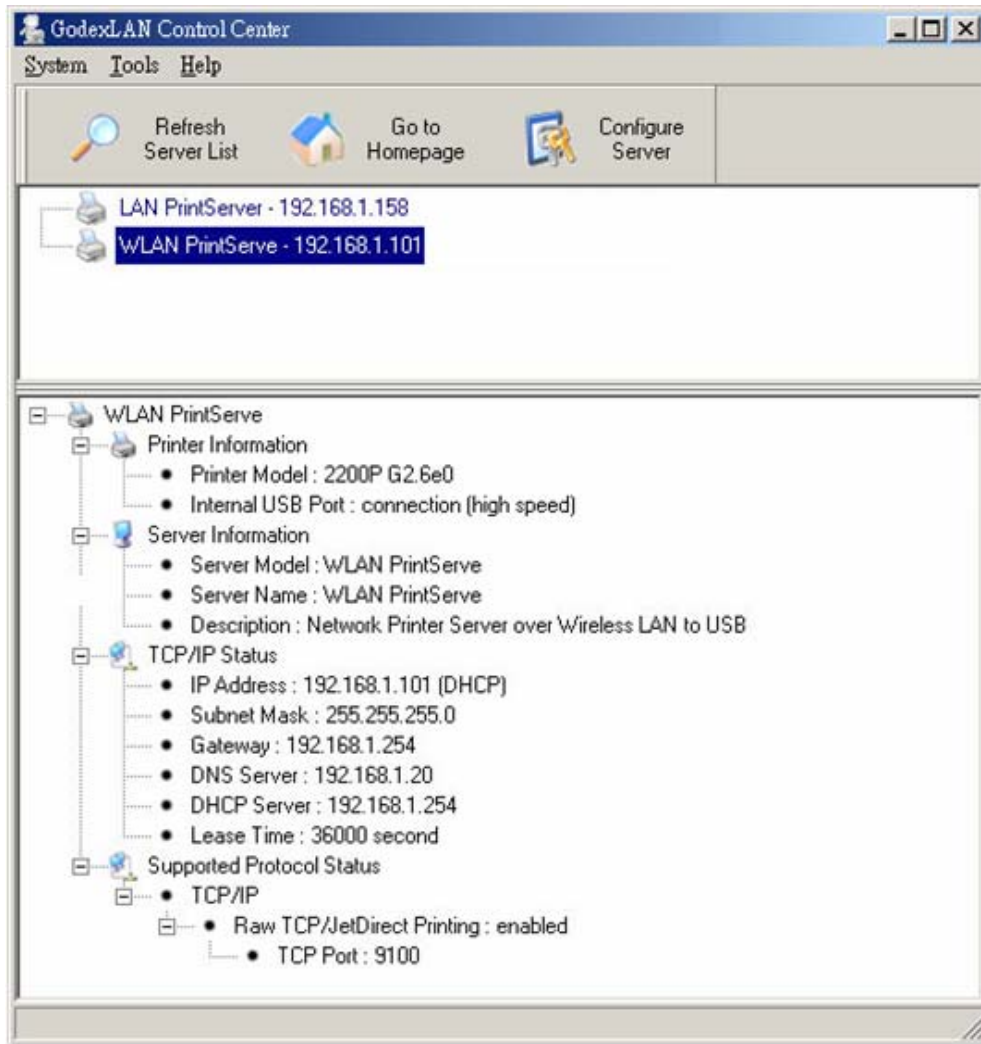 GodexLAN Control Center
System Tools Help
Refresh Server List
Go to Homepage
Configure Server
LAN PrintServer - 192.168.1.158
WLAN PrintServe - 192.168.1.101
WLAN PrintServe
Printer Information
Printer Model : 2200P G2.6e0
Internal USB Port : connection (high speed)
Server Information
Server Model : WLAN PrintServe
Server Name : WLAN PrintServe
Description : Network Printer Server over Wireless LAN to USB
TCP/IP Status
IP Address : 192.168.1.101 (DHCP)
Subnet Mask : 255.255.255.0
Gateway : 192.168.1.254
DNS Server : 192.168.1.20
DHCP Server : 192.168.1.254
Lease Time : 36000 second
Supported Protocol Status
TCP/IP
Raw TCP/JetDirect Printing : enabled
TCP Port : 9100